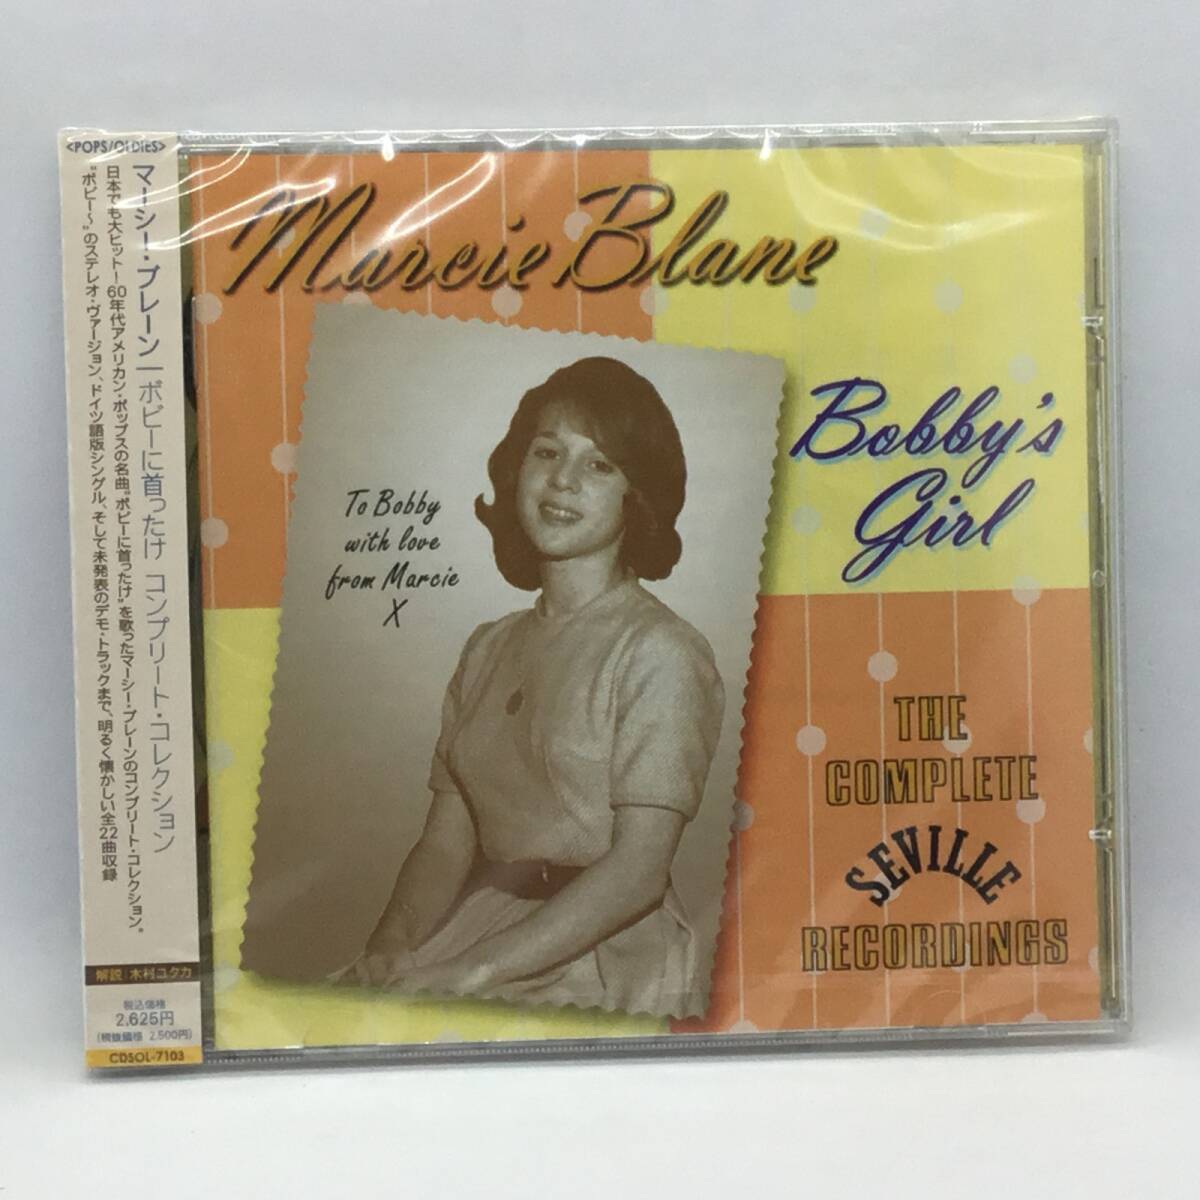 <POPS/OLDIES>
マーシー・ブレーン|ボビーに首ったけ コンプリート・コレクション
日本でも大ヒット!60年代アメリカン・ポップスの名曲“ボビーに首ったけ”を歌ったマーシー・ブレーンのコンプリート・コレクション。
“ボビー〜”のステレオ・ヴァージョン、ドイツ語版シングル、そして未発表のデモ・トラックまで、明るく懐かしい全22曲収録
解説|木村ユタカ
税込価格
2,625円
(税抜価格 2,500円)
CDSOL-7103
Marcie Blane
Bobby's
Girl
To Bobby
with love
from Marcie
X
THE
COMPLETE
SEVILLE
RECORDINGS